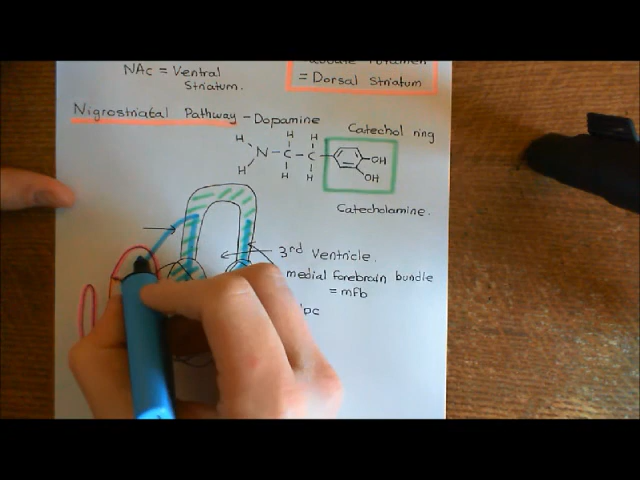 NAc = Ventral
Striatum.
= Dorsal Striatum
Nigrostriatal Pathway - Dopamine
Catechol ring
H H H
N - C - C
OH
H H H
OH
Catecholamine.
3rd Ventricle.
medial forebrain bundle
= mfb